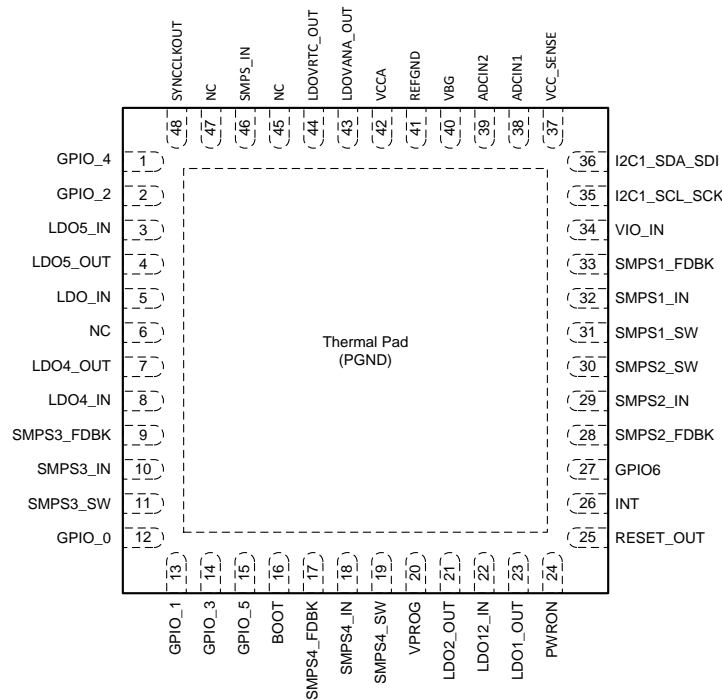 SYNCCLKOUT
NC
SMPS_IN
NC
LDOVRTC_OUT
LDOVANA_OUT
VCCA
REFGND
VBG
ADCIN2
ADCIN1
VCC_SENSE
48
47
46
45
44
43
42
41
40
39
38
37
GPIO_4 1
GPIO_2 2
LDO5_IN 3
LDO5_OUT 4
LDO_IN 5
NC 6
LDO4_OUT 7
LDO4_IN 8
SMPS3_FDBK 9
SMPS3_IN 10
SMPS3_SW 11
GPIO_0 12
Thermal Pad
(PGND)
36 I2C1_SDA_SDI
35 I2C1_SCL_SCK
34 VIO_IN
33 SMPS1_FDBK
32 SMPS1_IN
31 SMPS1_SW
30 SMPS2_SW
29 SMPS2_IN
28 SMPS2_FDBK
27 GPIO6
26 INT
25 RESET_OUT
13
14
15
16
17
18
19
20
21
22
23
24
GPIO_1
GPIO_3
GPIO_5
BOOT
SMPS4_FDBK
SMPS4_IN
SMPS4_SW
VPROG
LDO2_OUT
LDO12_IN
LDO1_OUT
PWRON